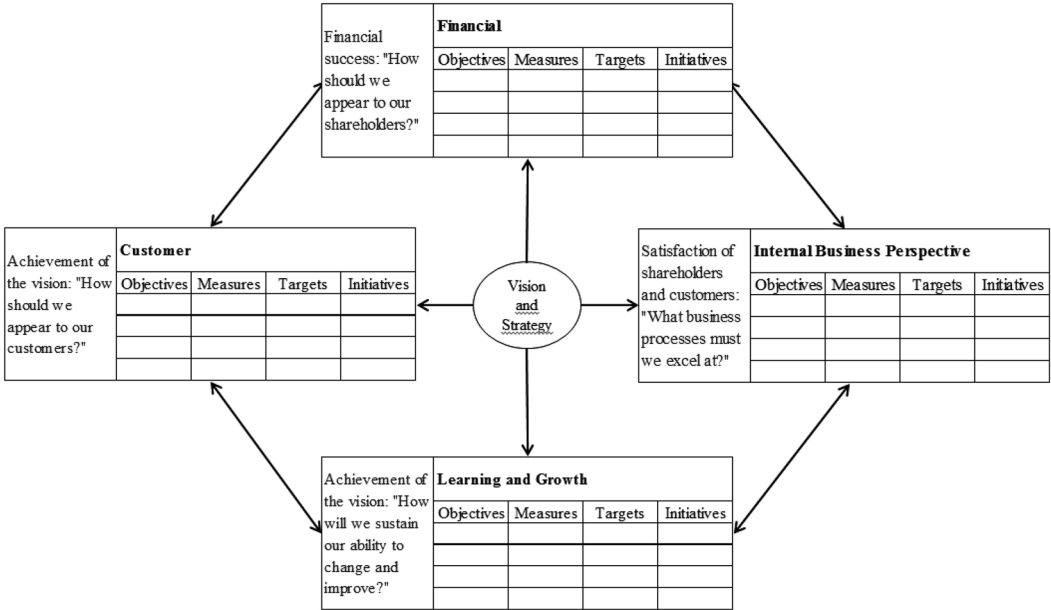 Financial
success: "How
should we
appear to our
shareholders?"
Financial
Objectives Measures Targets Initiatives
Achievement of
the vision: "How
should we
appear to our
customers?"
Customer
Objectives Measures Targets Initiatives
Vision
and
Strategy
Satisfaction of
shareholders
and customers:
"What business
processes must
we excel at?"
Internal Business Perspective
Objectives Measures Targets Initiatives
Achievement of
the vision: "How
will we sustain
our ability to
change and
improve?"
Learning and Growth
Objectives Measures Targets Initiatives